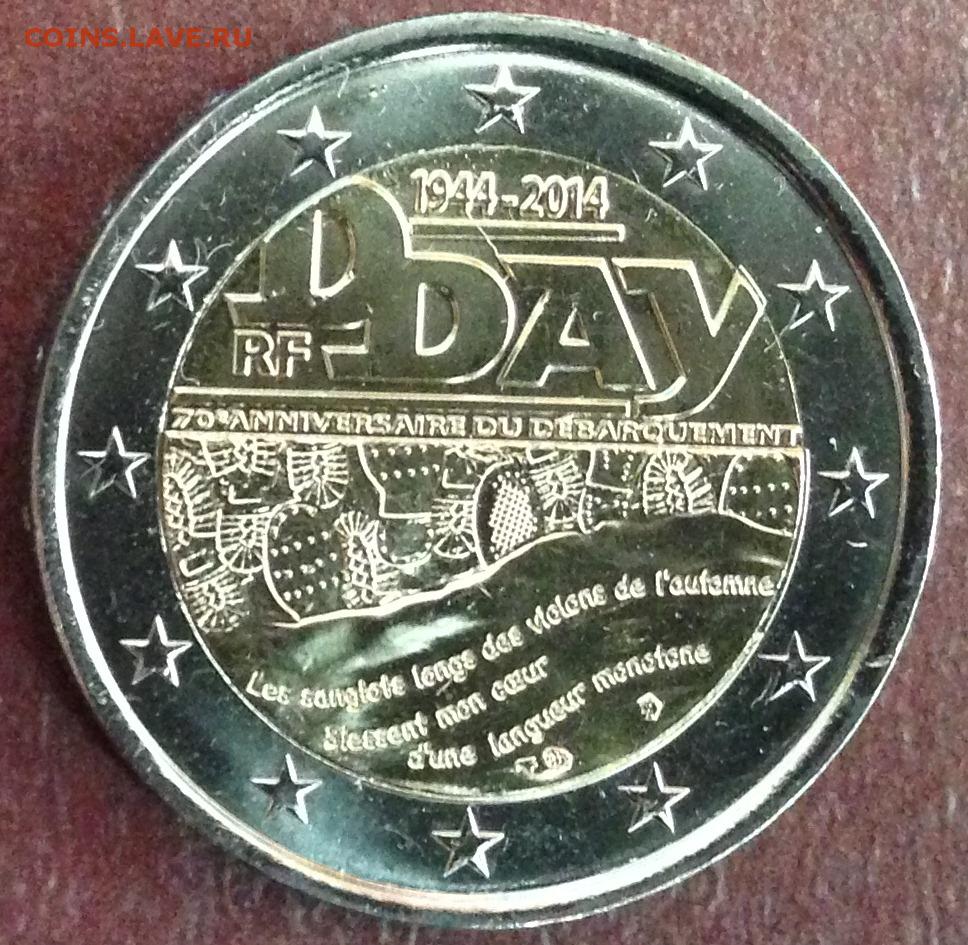 COINS.LAVE.RU
1944-2014
D-DAY
RF
70e ANNIVERSAIRE DU DÉBARQUEMENT
Les sanglots longs des violons de l'automne
Blessent mon cœur
d'une langueur monotone